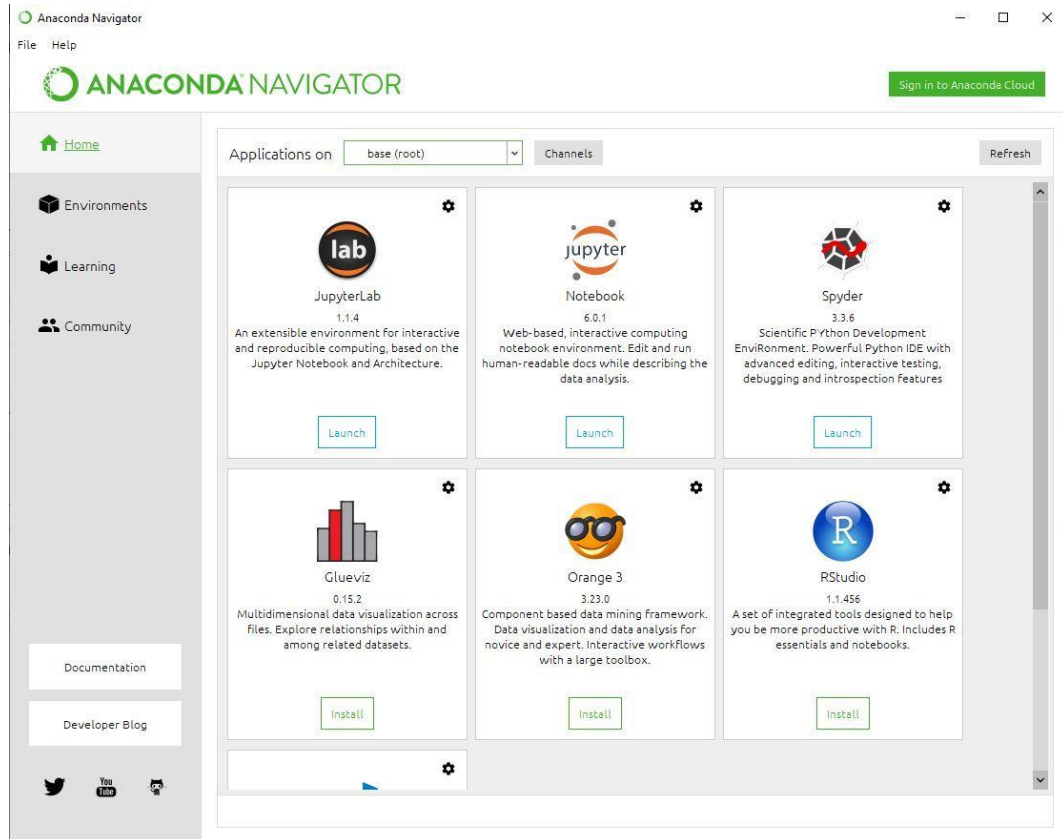 Anaconda Navigator
File Help
ANACONDA NAVIGATOR
Sign in to Anaconda Cloud
Home
Environments
Learning
Community
Documentation
Developer Blog
You
Tube
Applications on base (root) Channels Refresh
lab
JupyterLab
1.1.4
An extensible environment for interactive
and reproducible computing, based on the
Jupyter Notebook and Architecture.
Launch
jupyter
Notebook
6.0.1
Web-based, interactive computing
notebook environment. Edit and run
human-readable docs while describing the
data analysis.
Launch
Spyder
3.3.6
Scientific PYthon Development
EnviRonment. Powerful Python IDE with
advanced editing, interactive testing,
debugging and introspection features
Launch
Glueviz
0.15.2
Multidimensional data visualization across
files. Explore relationships within and
among related datasets.
Install
Orange 3
3.23.0
Component based data mining framework.
Data visualization and data analysis for
novice and expert. Interactive workflows
with a large toolbox.
Install
R
RStudio
1.1.456
A set of integrated tools designed to help
you be more productive with R. Includes R
essentials and notebooks.
Install